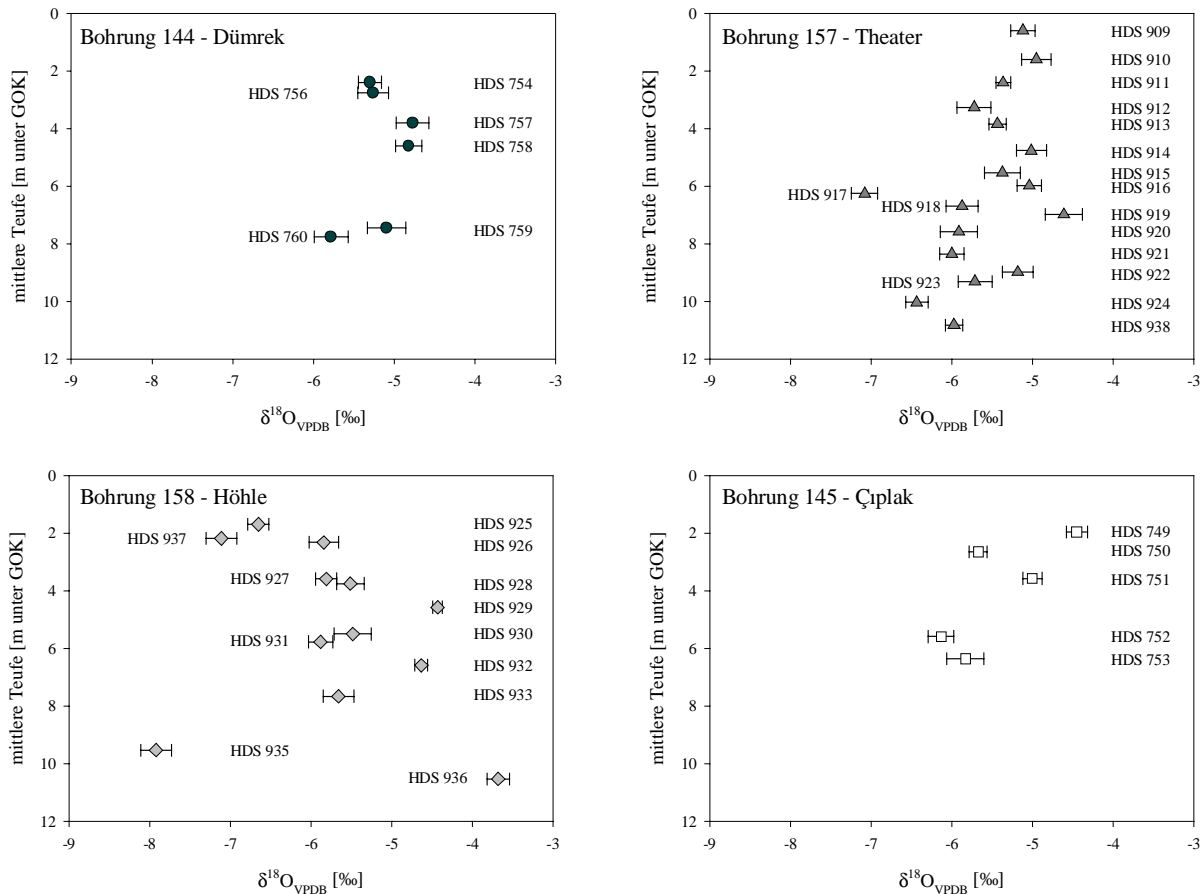 Bohrung 144 - Dümrek
mittlere Teufe [m unter GOK]
0
2
4
6
8
10
12
HDS 754
HDS 756
HDS 757
HDS 758
HDS 759
HDS 760
-9 -8 -7 -6 -5 -4 -3
δ¹⁸O_VPDB [‰]
Bohrung 157 - Theater
mittlere Teufe [m unter GOK]
0
2
4
6
8
10
12
HDS 909
HDS 910
HDS 911
HDS 912
HDS 913
HDS 914
HDS 915
HDS 916
HDS 917
HDS 918
HDS 919
HDS 920
HDS 921
HDS 922
HDS 923
HDS 924
HDS 938
-9 -8 -7 -6 -5 -4 -3
δ¹⁸O_VPDB [‰]
Bohrung 158 - Höhle
mittlere Teufe [m unter GOK]
0
2
4
6
8
10
12
HDS 925
HDS 937
HDS 926
HDS 927
HDS 928
HDS 929
HDS 930
HDS 931
HDS 932
HDS 933
HDS 935
HDS 936
-9 -8 -7 -6 -5 -4 -3
δ¹⁸O_VPDB [‰]
Bohrung 145 - Çıplak
mittlere Teufe [m unter GOK]
0
2
4
6
8
10
12
HDS 749
HDS 750
HDS 751
HDS 752
HDS 753
-9 -8 -7 -6 -5 -4 -3
δ¹⁸O_VPDB [‰]